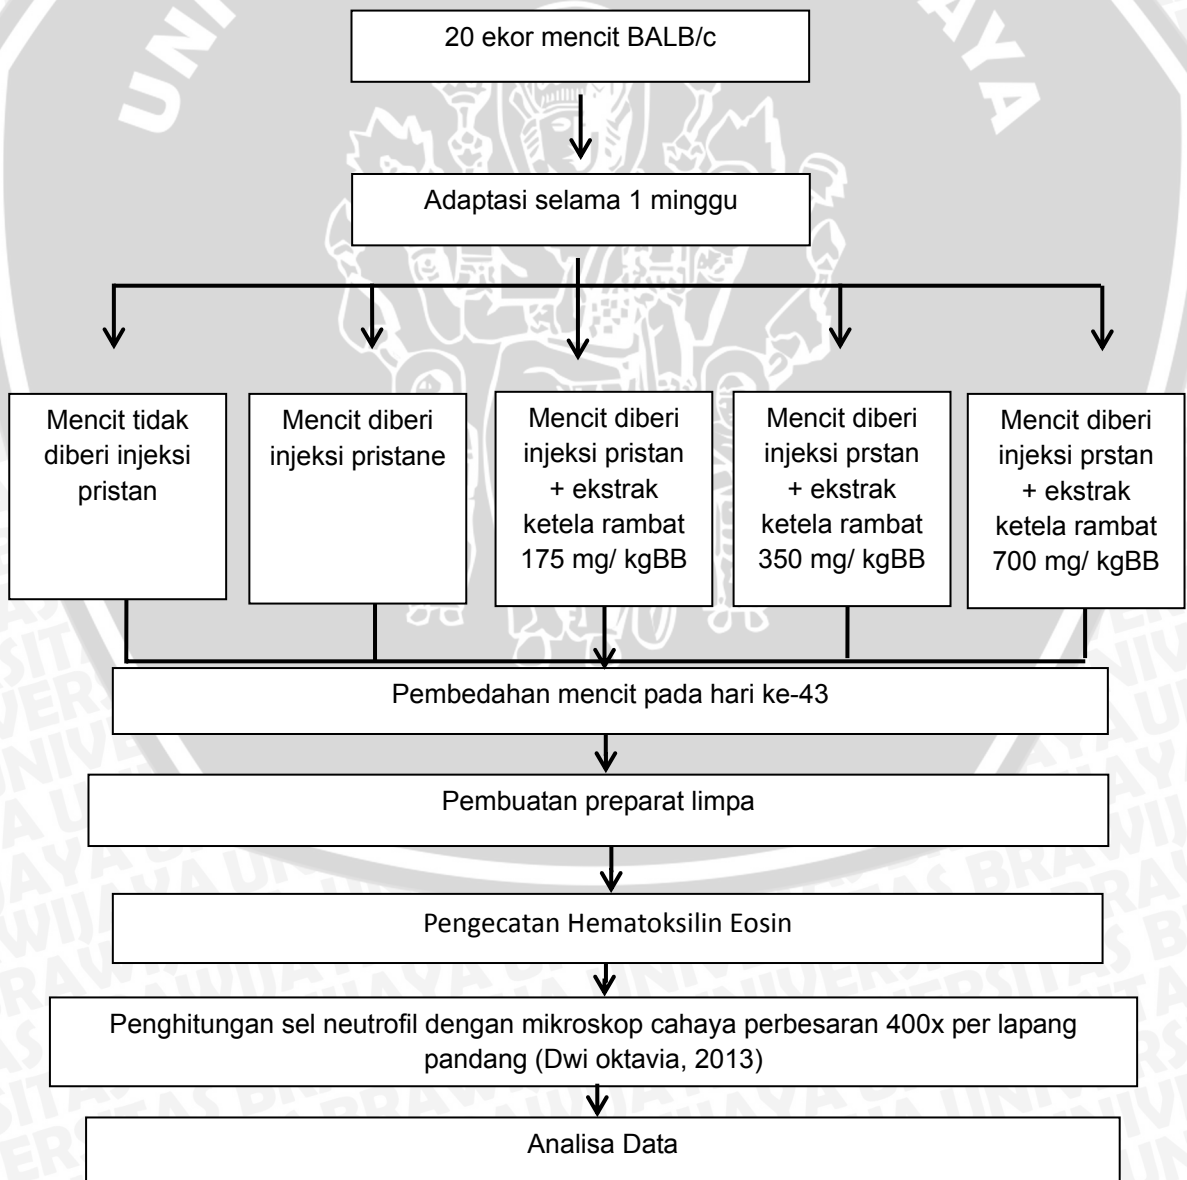 20 ekor mencit BALB/c
Adaptasi selama 1 minggu
Mencit tidak
diberi injeksi
pristan
Mencit diberi
injeksi pristane
Mencit diberi
injeksi pristan
+ ekstrak
ketela rambat
175 mg/ kgBB
Mencit diberi
injeksi prstan
+ ekstrak
ketela rambat
350 mg/ kgBB
Mencit diberi
injeksi prstan
+ ekstrak
ketela rambat
700 mg/ kgBB
Pembedahan mencit pada hari ke-43
Pembuatan preparat limpa
Pengecatan Hematoksilin Eosin
Penghitungan sel neutrofil dengan mikroskop cahaya perbesaran 400x per lapang
pandang (Dwi oktavia, 2013)
Analisa Data